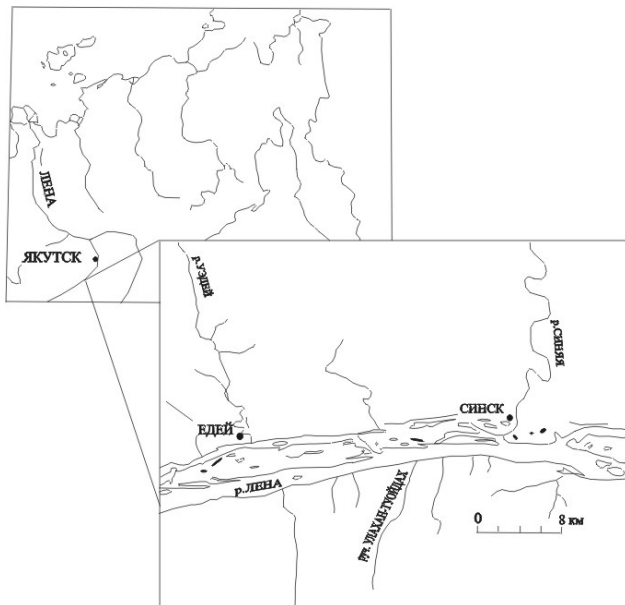 ЛЕНА
ЯКУТСК
р.УЭДЕЙ
р.СИНЯЯ
СИНСК
ЕДЕЙ
р.ЛЕНА
руч. УЛАХАН-ТУОЙДАХ
0 8 км